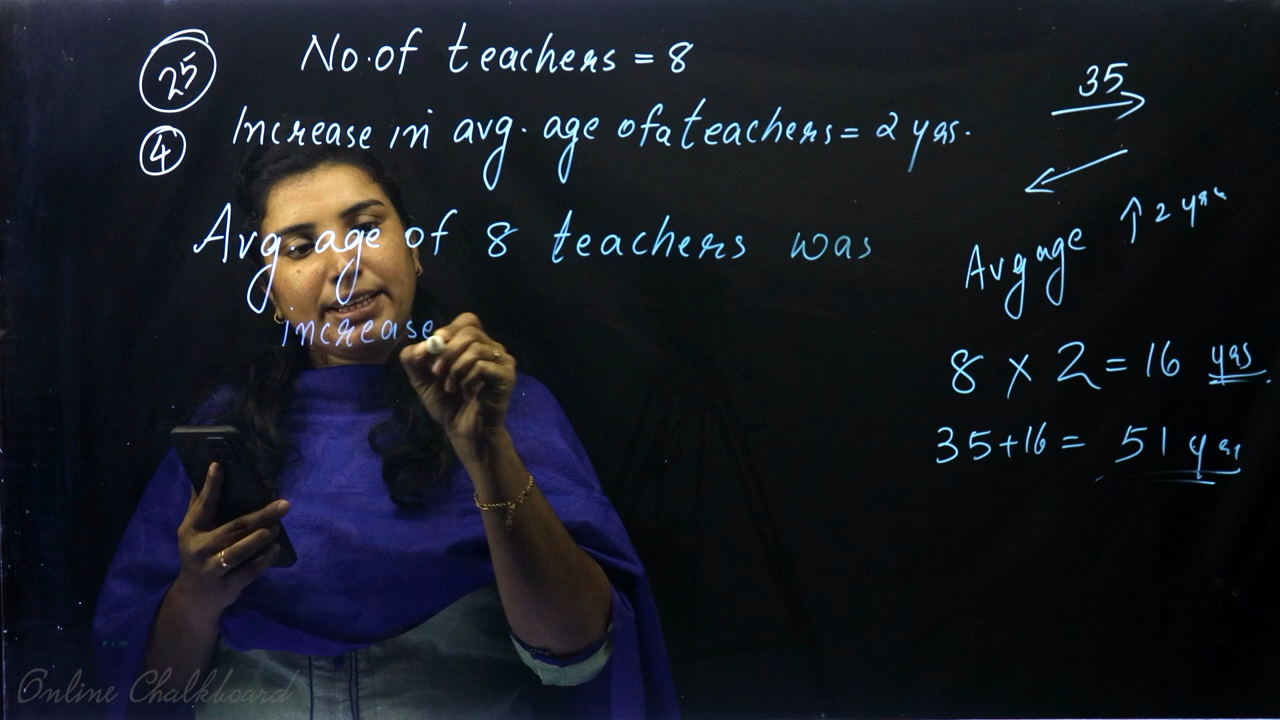 25
No. of teachers = 8
4
Increase in avg. age of a teachers = 2 yrs.
Avg. age of 8 teachers was
increase
35
Avg age ↑ 2 yrs
8 x 2 = 16 yrs
35+16 = 51 yrs
Online Chalkboard